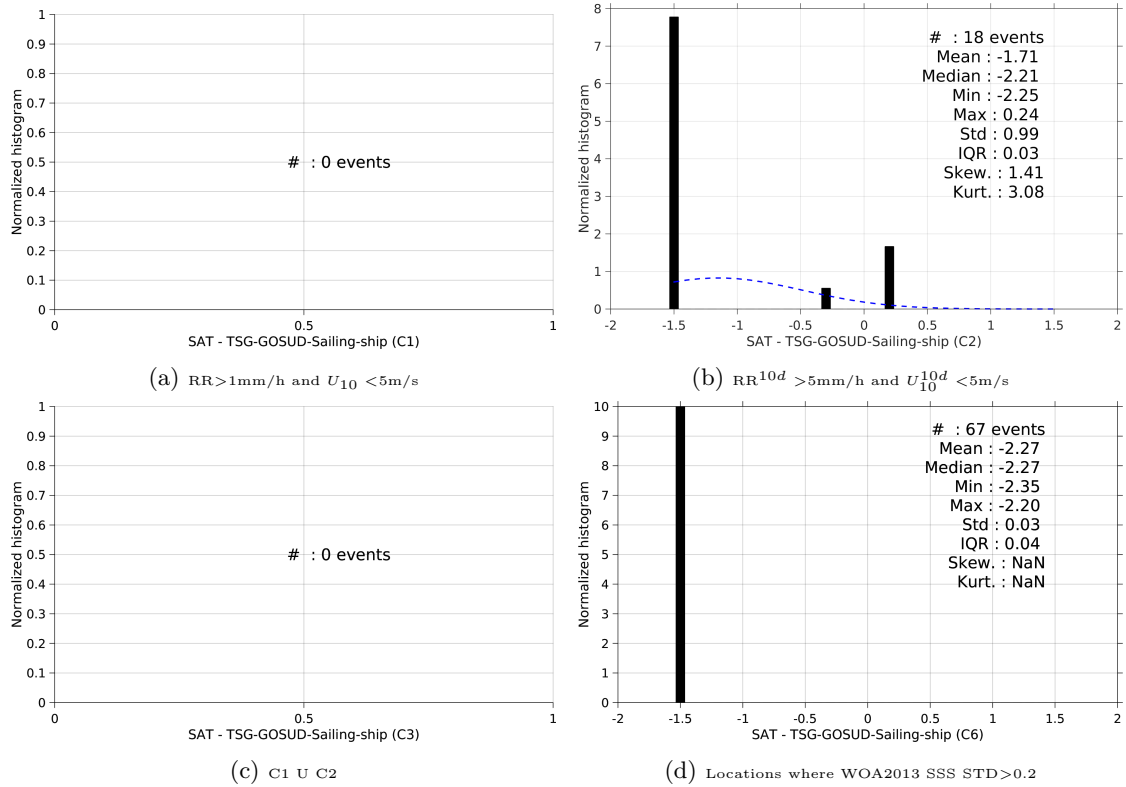 1
0.9
0.8
0.7
0.6
0.5
0.4
0.3
0.2
0.1
0
Normalized histogram
# : 0 events
0 0.5 1
SAT - TSG-GOSUD-Sailing-ship (C1)
(a) RR>1mm/h and U10 <5m/s
8
7
6
5
4
3
2
1
0
Normalized histogram
# : 18 events
Mean : -1.71
Median : -2.21
Min : -2.25
Max : 0.24
Std : 0.99
IQR : 0.03
Skew. : 1.41
Kurt. : 3.08
-2 -1.5 -1 -0.5 0 0.5 1 1.5 2
SAT - TSG-GOSUD-Sailing-ship (C2)
(b) RR10d >5mm/h and U10d10 <5m/s
1
0.9
0.8
0.7
0.6
0.5
0.4
0.3
0.2
0.1
0
Normalized histogram
# : 0 events
0 0.5 1
SAT - TSG-GOSUD-Sailing-ship (C3)
(c) C1 U C2
10
9
8
7
6
5
4
3
2
1
0
Normalized histogram
# : 67 events
Mean : -2.27
Median : -2.27
Min : -2.35
Max : -2.20
Std : 0.03
IQR : 0.04
Skew. : NaN
Kurt. : NaN
-2 -1.5 -1 -0.5 0 0.5 1 1.5 2
SAT - TSG-GOSUD-Sailing-ship (C6)
(d) Locations where WOA2013 SSS STD>0.2